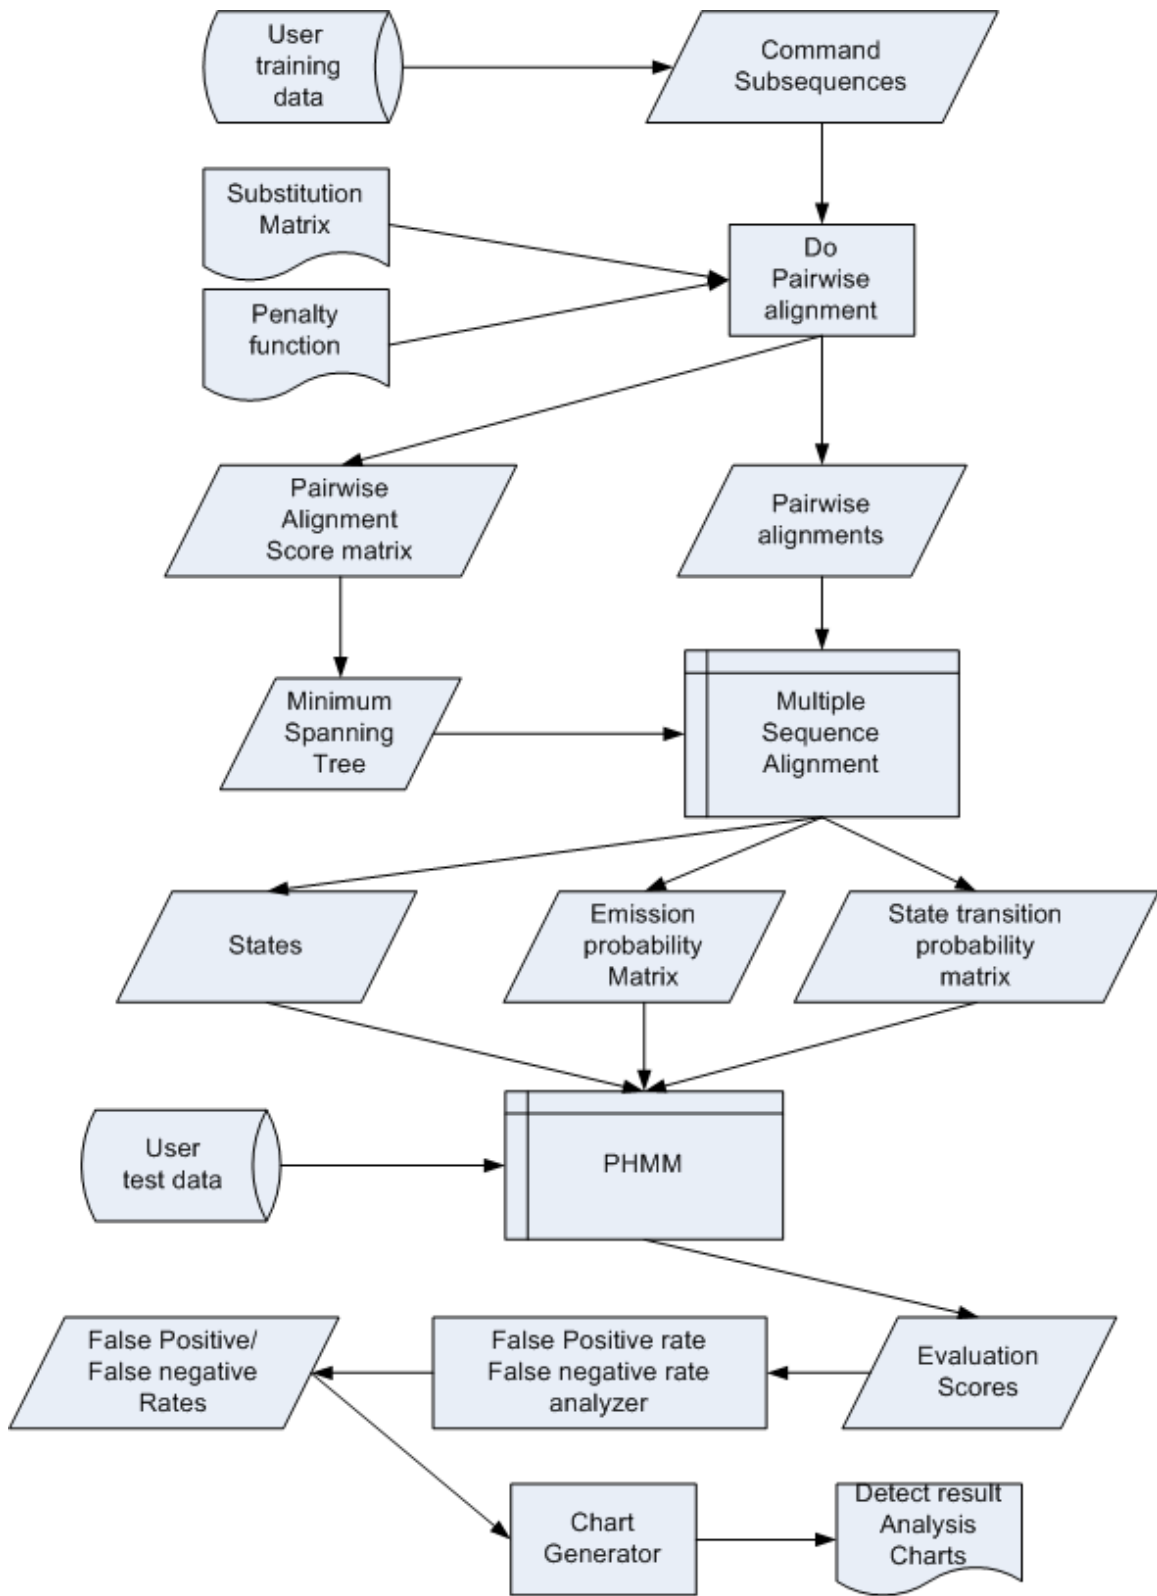 User
training
data
Command
Subsequences
Substitution
Matrix
Do
Pairwise
alignment
Penalty
function
Pairwise
Alignment
Score matrix
Pairwise
alignments
Minimum
Spanning
Tree
Multiple
Sequence
Alignment
States
Emission
probability
Matrix
State transition
probability
matrix
User
test data
PHMM
False Positive/
False negative
Rates
False Positive rate
False negative rate
analyzer
Evaluation
Scores
Chart
Generator
Detect result
Analysis
Charts